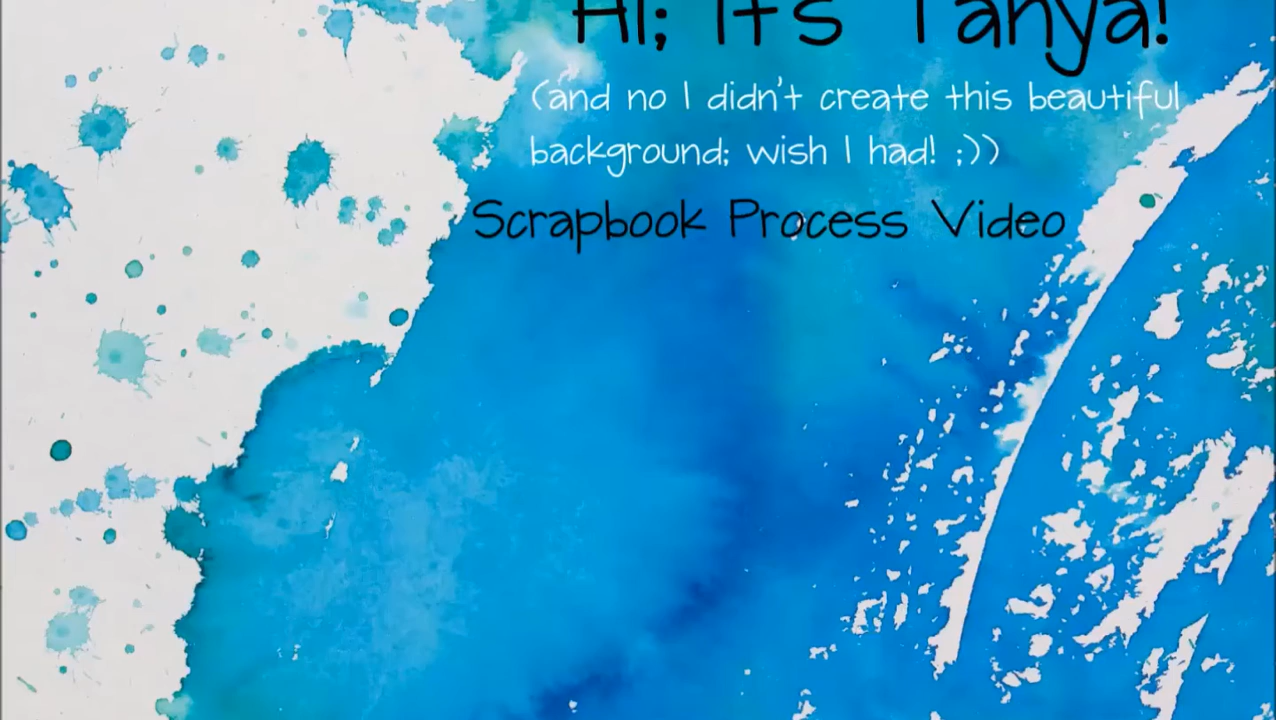 Hi; It's Tanya!
(and no I didn't create this beautiful
background; wish I had! ;))
Scrapbook Process Video